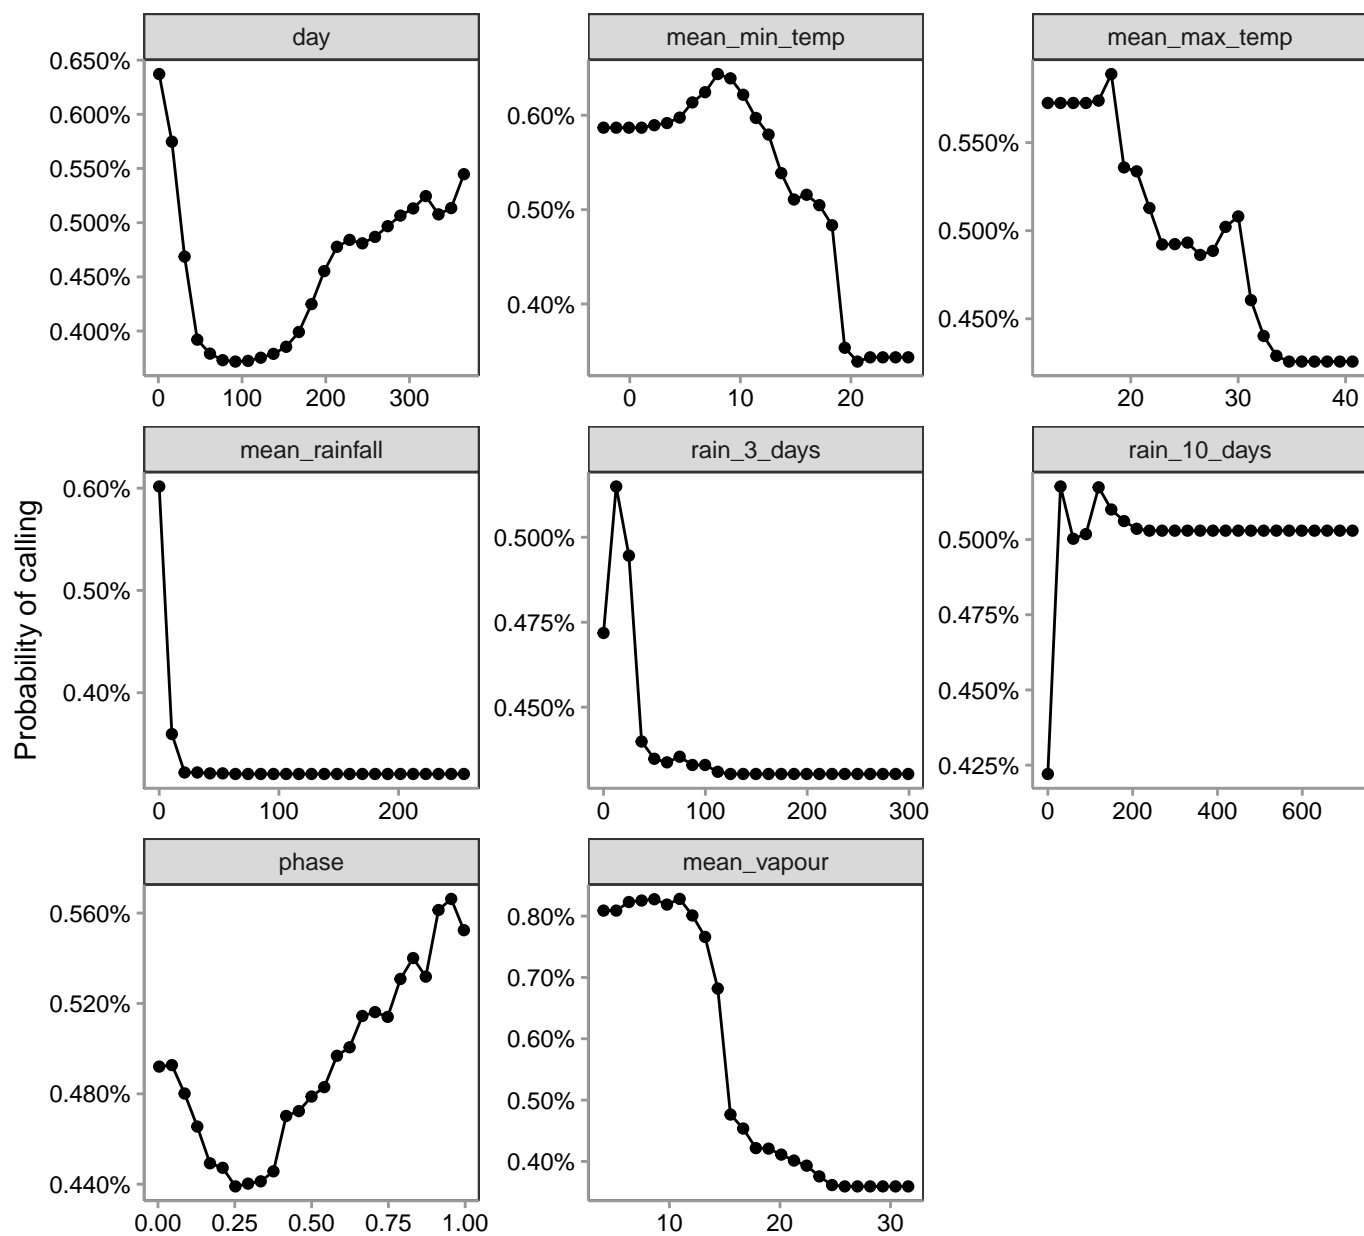 day
mean_min_temp
mean_max_temp
0.650%
0.600%
0.550%
0.500%
0.450%
0.400%
0 100 200 300
0.60%
0.50%
0.40%
0 10 20
0.550%
0.500%
0.450%
20 30 40
mean_rainfall
rain_3_days
rain_10_days
Probability of calling
0.60%
0.50%
0.40%
0 100 200
0.500%
0.475%
0.450%
0 100 200 300
0.500%
0.475%
0.450%
0.425%
0 200 400 600
phase
mean_vapour
0.560%
0.520%
0.480%
0.440%
0.00 0.25 0.50 0.75 1.00
0.80%
0.70%
0.60%
0.50%
0.40%
10 20 30